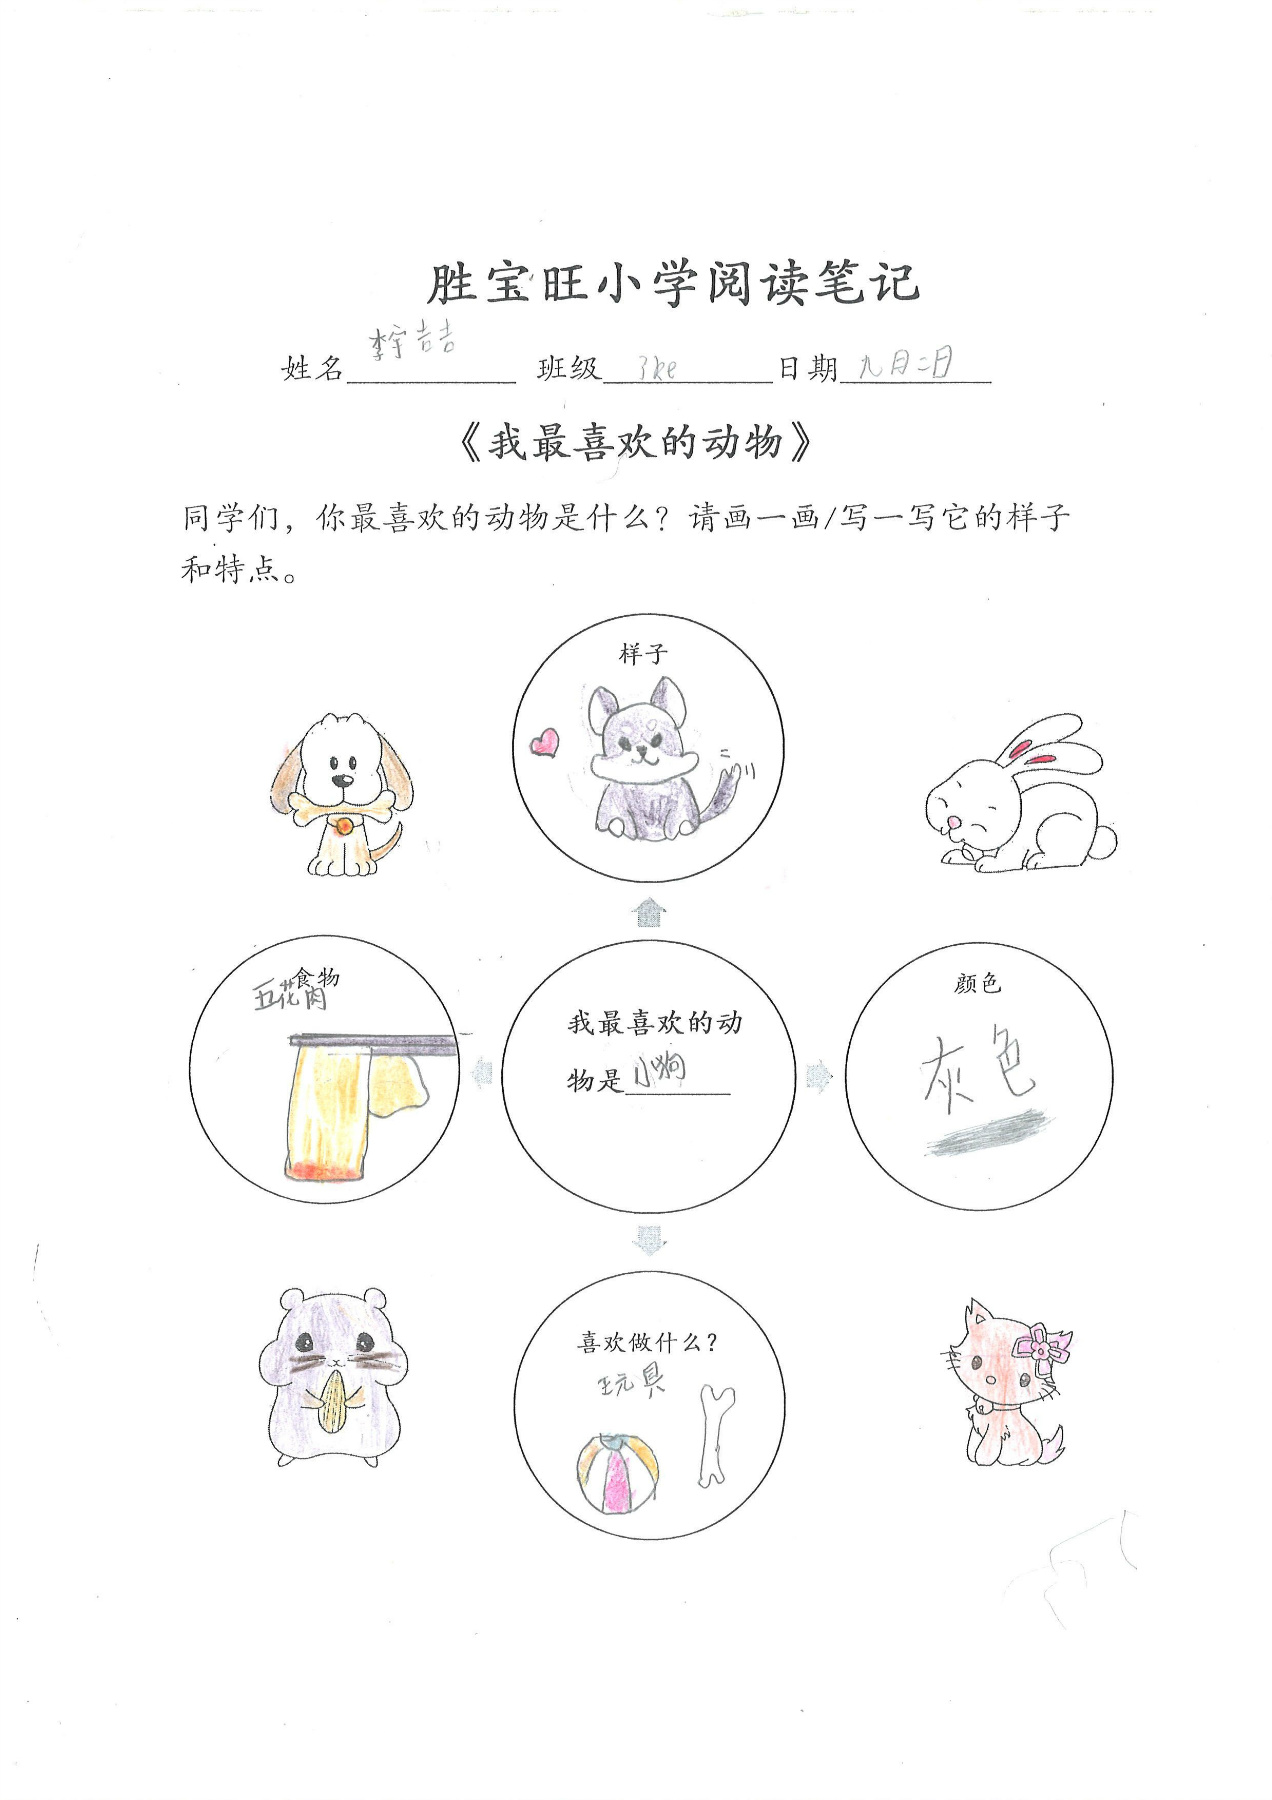 胜宝旺小学阅读笔记
姓名 李宇喆 班级 3ke 日期 九月二日
《我最喜欢的动物》
同学们，你最喜欢的动物是什么？请画一画/写一写它的样子
和特点。
样子
食物
五花肉
我最喜欢的动
物是 小狗
颜色
灰色
喜欢做什么？
玩具